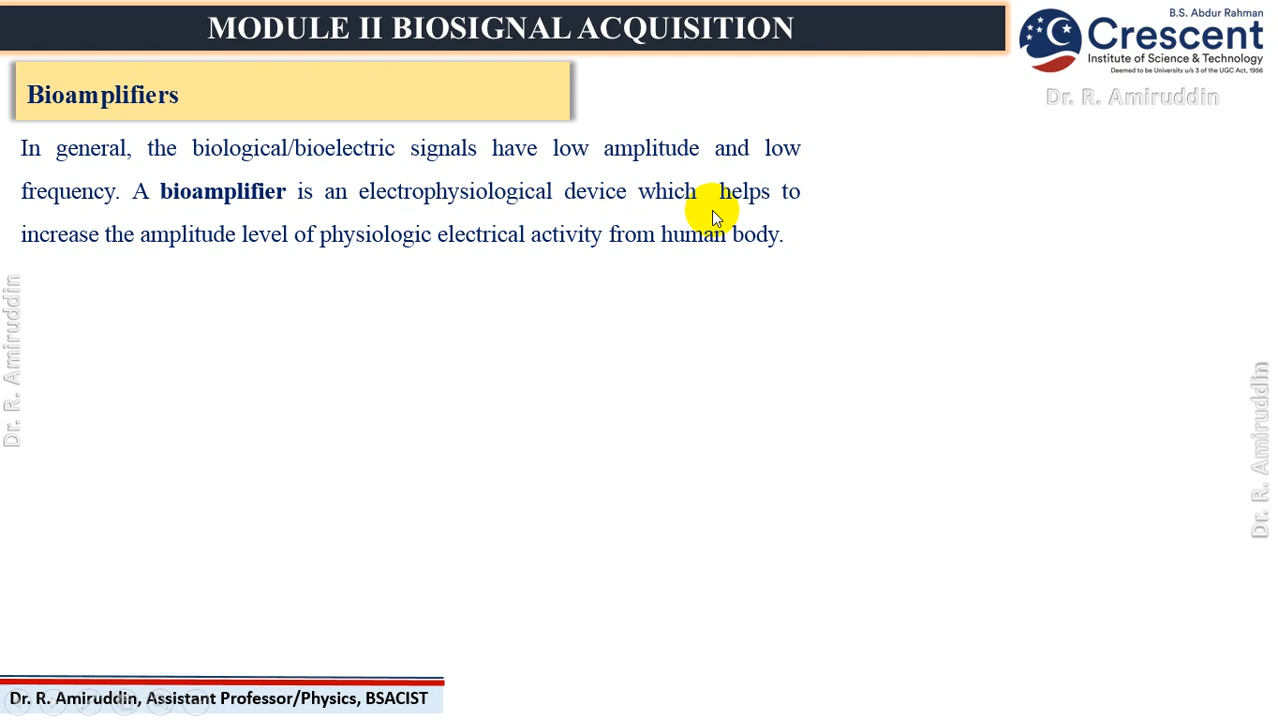 MODULE II BIOSIGNAL ACQUISITION
B.S. Abdur Rahman
Crescent
Institute of Science & Technology
Deemed to be University u/s 3 of the UGC Act, 1956
Dr. R. Amiruddin
Bioamplifiers
In general, the biological/bioelectric signals have low amplitude and low
frequency. A bioamplifier is an electrophysiological device which helps to
increase the amplitude level of physiologic electrical activity from human body.
Dr. R. Amiruddin
Dr. R. Amiruddin
Dr. R. Amiruddin, Assistant Professor/Physics, BSACIST